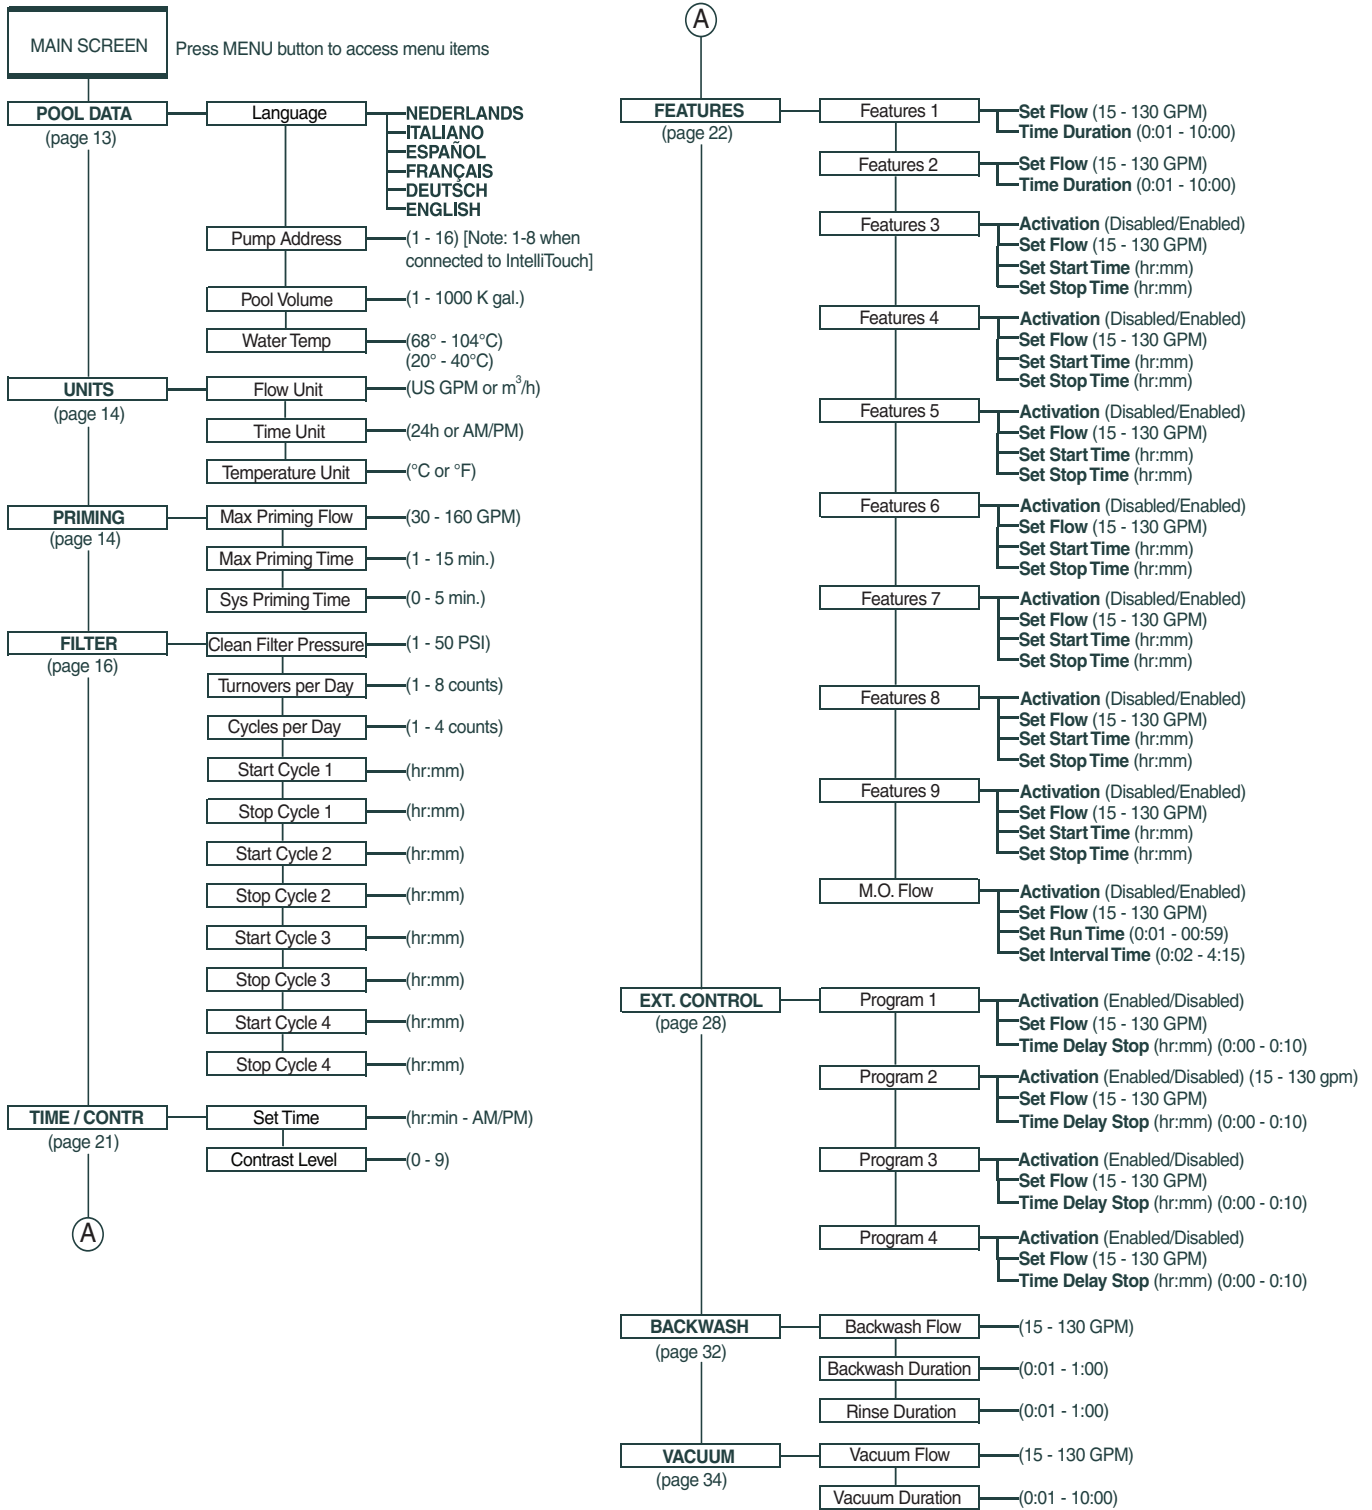 MAIN SCREEN
Press MENU button to access menu items
POOL DATA
(page 13)
Language
NEDERLANDS
ITALIANO
ESPAÑOL
FRANÇAIS
DEUTSCH
ENGLISH
Pump Address
(1 - 16) [Note: 1-8 when
connected to IntelliTouch]
Pool Volume
(1 - 1000 K gal.)
Water Temp
(68° - 104°C)
(20° - 40°C)
UNITS
(page 14)
Flow Unit
(US GPM or m³/h)
Time Unit
(24h or AM/PM)
Temperature Unit
(°C or °F)
PRIMING
(page 14)
Max Priming Flow
(30 - 160 GPM)
Max Priming Time
(1 - 15 min.)
Sys Priming Time
(0 - 5 min.)
FILTER
(page 16)
Clean Filter Pressure
(1 - 50 PSI)
Turnovers per Day
(1 - 8 counts)
Cycles per Day
(1 - 4 counts)
Start Cycle 1
(hr:mm)
Stop Cycle 1
(hr:mm)
Start Cycle 2
(hr:mm)
Stop Cycle 2
(hr:mm)
Start Cycle 3
(hr:mm)
Stop Cycle 3
(hr:mm)
Start Cycle 4
(hr:mm)
Stop Cycle 4
(hr:mm)
TIME / CONTR
(page 21)
Set Time
(hr:min - AM/PM)
Contrast Level
(0 - 9)
A
A
FEATURES
(page 22)
Features 1
Set Flow (15 - 130 GPM)
Time Duration (0:01 - 10:00)
Features 2
Set Flow (15 - 130 GPM)
Time Duration (0:01 - 10:00)
Features 3
Activation (Disabled/Enabled)
Set Flow (15 - 130 GPM)
Set Start Time (hr:mm)
Set Stop Time (hr:mm)
Features 4
Activation (Disabled/Enabled)
Set Flow (15 - 130 GPM)
Set Start Time (hr:mm)
Set Stop Time (hr:mm)
Features 5
Activation (Disabled/Enabled)
Set Flow (15 - 130 GPM)
Set Start Time (hr:mm)
Set Stop Time (hr:mm)
Features 6
Activation (Disabled/Enabled)
Set Flow (15 - 130 GPM)
Set Start Time (hr:mm)
Set Stop Time (hr:mm)
Features 7
Activation (Disabled/Enabled)
Set Flow (15 - 130 GPM)
Set Start Time (hr:mm)
Set Stop Time (hr:mm)
Features 8
Activation (Disabled/Enabled)
Set Flow (15 - 130 GPM)
Set Start Time (hr:mm)
Set Stop Time (hr:mm)
Features 9
Activation (Disabled/Enabled)
Set Flow (15 - 130 GPM)
Set Start Time (hr:mm)
Set Stop Time (hr:mm)
M.O. Flow
Activation (Disabled/Enabled)
Set Flow (15 - 130 GPM)
Set Run Time (0:01 - 00:59)
Set Interval Time (0:02 - 4:15)
EXT. CONTROL
(page 28)
Program 1
Activation (Enabled/Disabled)
Set Flow (15 - 130 GPM)
Time Delay Stop (hr:mm) (0:00 - 0:10)
Program 2
Activation (Enabled/Disabled) (15 - 130 gpm)
Set Flow (15 - 130 GPM)
Time Delay Stop (hr:mm) (0:00 - 0:10)
Program 3
Activation (Enabled/Disabled)
Set Flow (15 - 130 GPM)
Time Delay Stop (hr:mm) (0:00 - 0:10)
Program 4
Activation (Enabled/Disabled)
Set Flow (15 - 130 GPM)
Time Delay Stop (hr:mm) (0:00 - 0:10)
BACKWASH
(page 32)
Backwash Flow
(15 - 130 GPM)
Backwash Duration
(0:01 - 1:00)
Rinse Duration
(0:01 - 1:00)
VACUUM
(page 34)
Vacuum Flow
(15 - 130 GPM)
Vacuum Duration
(0:01 - 10:00)